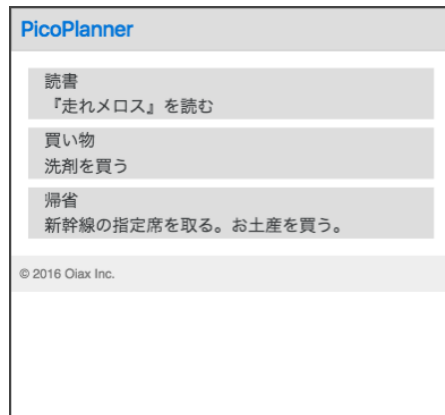 PicoPlanner
読書
『走れメロス』を読む
買い物
洗剤を買う
帰省
新幹線の指定席を取る。お土産を買う。
© 2016 Oiax Inc.